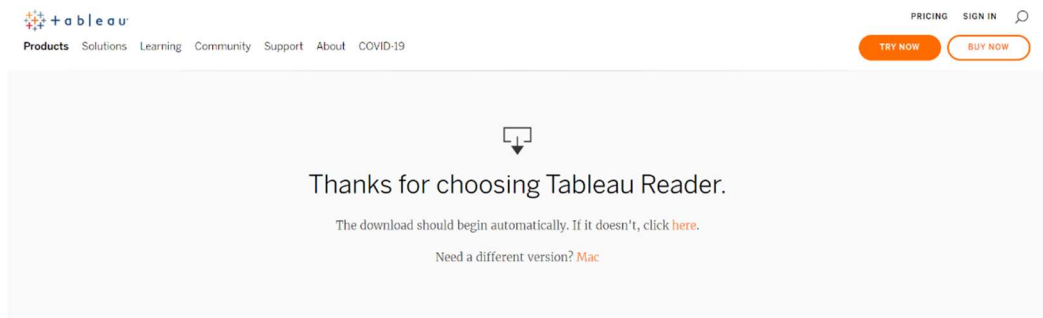 + a b l e a u
PRICING SIGN IN
Products Solutions Learning Community Support About COVID-19
TRY NOW BUY NOW
Thanks for choosing Tableau Reader.
The download should begin automatically. If it doesn't, click here.
Need a different version? Mac